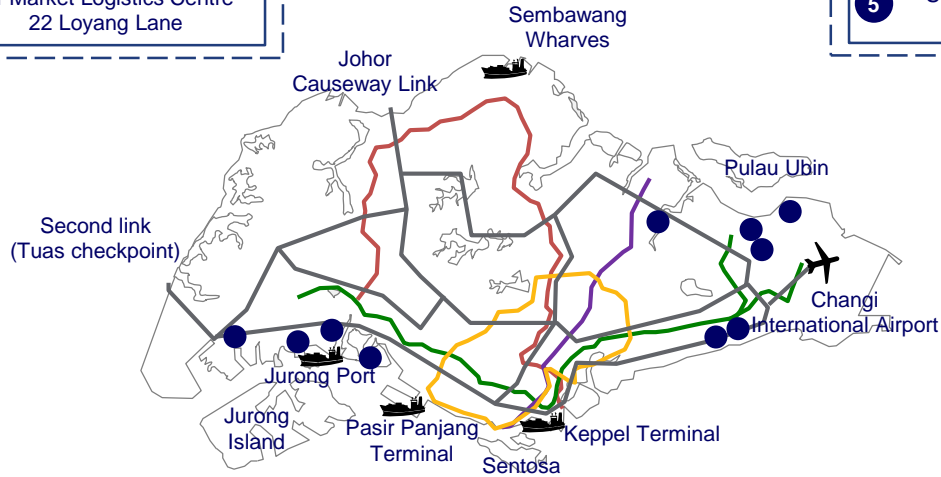 Market Logistics Centre
22 Loyang Lane
5
Sembawang
Wharves
Johor
Causeway Link
Pulau Ubin
Second link
(Tuas checkpoint)
Changi
International Airport
Jurong Port
Jurong
Island
Pasir Panjang
Terminal
Keppel Terminal
Sentosa